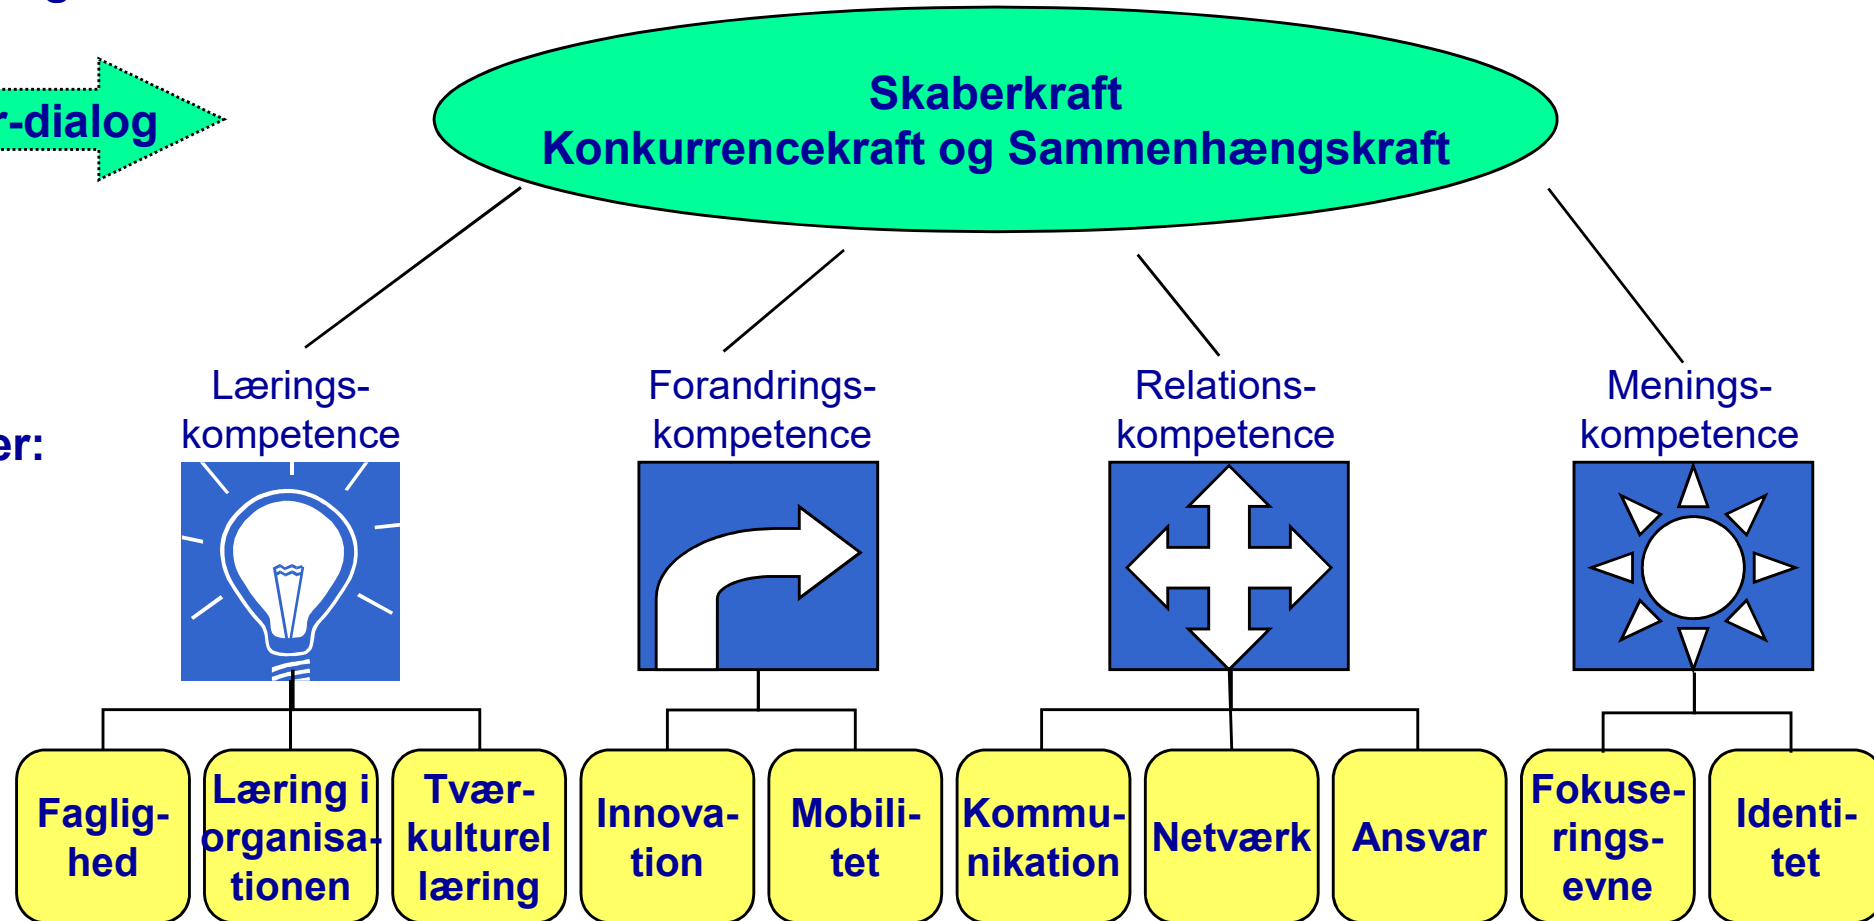 g
r-dialog
Skaberkraft
Konkurrencekraft og Sammenhængskraft
er:
Lærings-
kompetence
Forandrings-
kompetence
Relations-
kompetence
Menings-
kompetence
Faglig-
hed
Læring i
organisa-
tionen
Tvær-
kulturel
læring
Innova-
tion
Mobili-
tet
Kommu-
nikation
Netværk
Ansvar
Fokuse-
rings-
evne
Identi-
tet